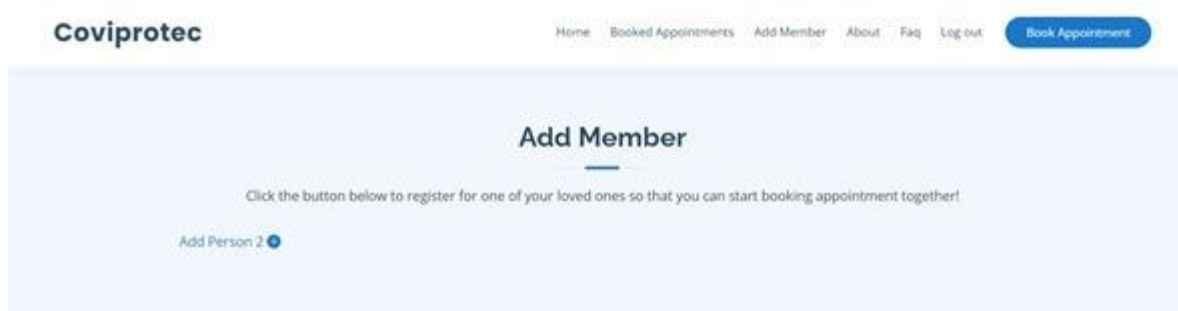 Coviprotec
Home Booked Appointments Add Member About Faq Log out Book Appointment
Add Member
Click the button below to register for one of your loved ones so that you can start booking appointment together!
Add Person 2